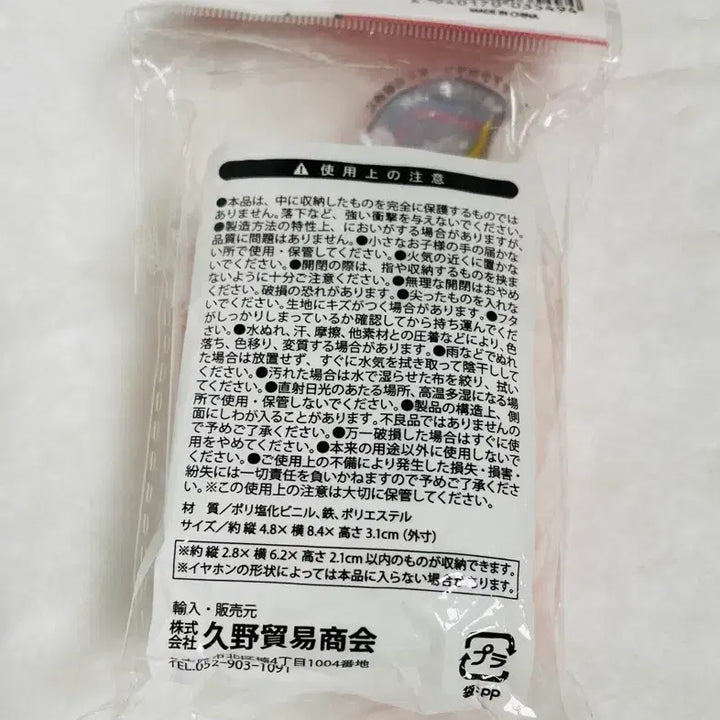 MADE IN CHINA
⚠ 使用上の注意
●本品は、中に収納したものを完全に保護するものでは
ありません。落下など、強い衝撃を与えないでください。
●製造方法の特性上、においがする場合がありますが、
品質に問題はありません。●小さなお子様の手の届かな
い所で使用・保管してください。●火気の近くに置かな
いでください。●開閉の際は、指や収納するものを挟ま
ないように十分ご注意ください。●無理な開閉はおやめ
ください。破損の恐れがあります。●尖ったものを入れな
いでください。生地にキズがつく場合があります。●フタ
がしっかりしまっているか確認してから持ち運んでくだ
さい。●水ぬれ、汗、摩擦、他素材との圧着などにより、色
落ち、色移り、変質する場合があります。●雨などでぬれ
た場合は放置せず、すぐに水気を拭き取って陰干しして
ください。●汚れた場合は水で湿らせた布を絞り、拭い
てください。●直射日光のあたる場所、高温多湿になる場
所で使用・保管しないでください。●製品の構造上、側
面にしわが入ることがあります。不良品ではありませんの
で予めご了承ください。●万一破損した場合はすぐに使
用をやめてください。●本来の用途以外に使用しないで
ください。●ご使用上の不備により発生した損失・損害・
紛失には一切責任を負いかねますので予めご了承くださ
い。※この使用上の注意は大切に保管してください。
材 質／ポリ塩化ビニル、鉄、ポリエステル
サイズ／約 縦 4.8× 横 8.4× 高さ 3.1cm（外寸）
※約 縦 2.8× 横 6.2× 高さ 2.1cm 以内のものが収納できます。
※イヤホンの形状によっては本品に入らない場合があります。
輸入・販売元
株式会社 久野貿易商会
市北区楠4丁目1004番地
TEL.052-903-1091
プラ
袋:PP